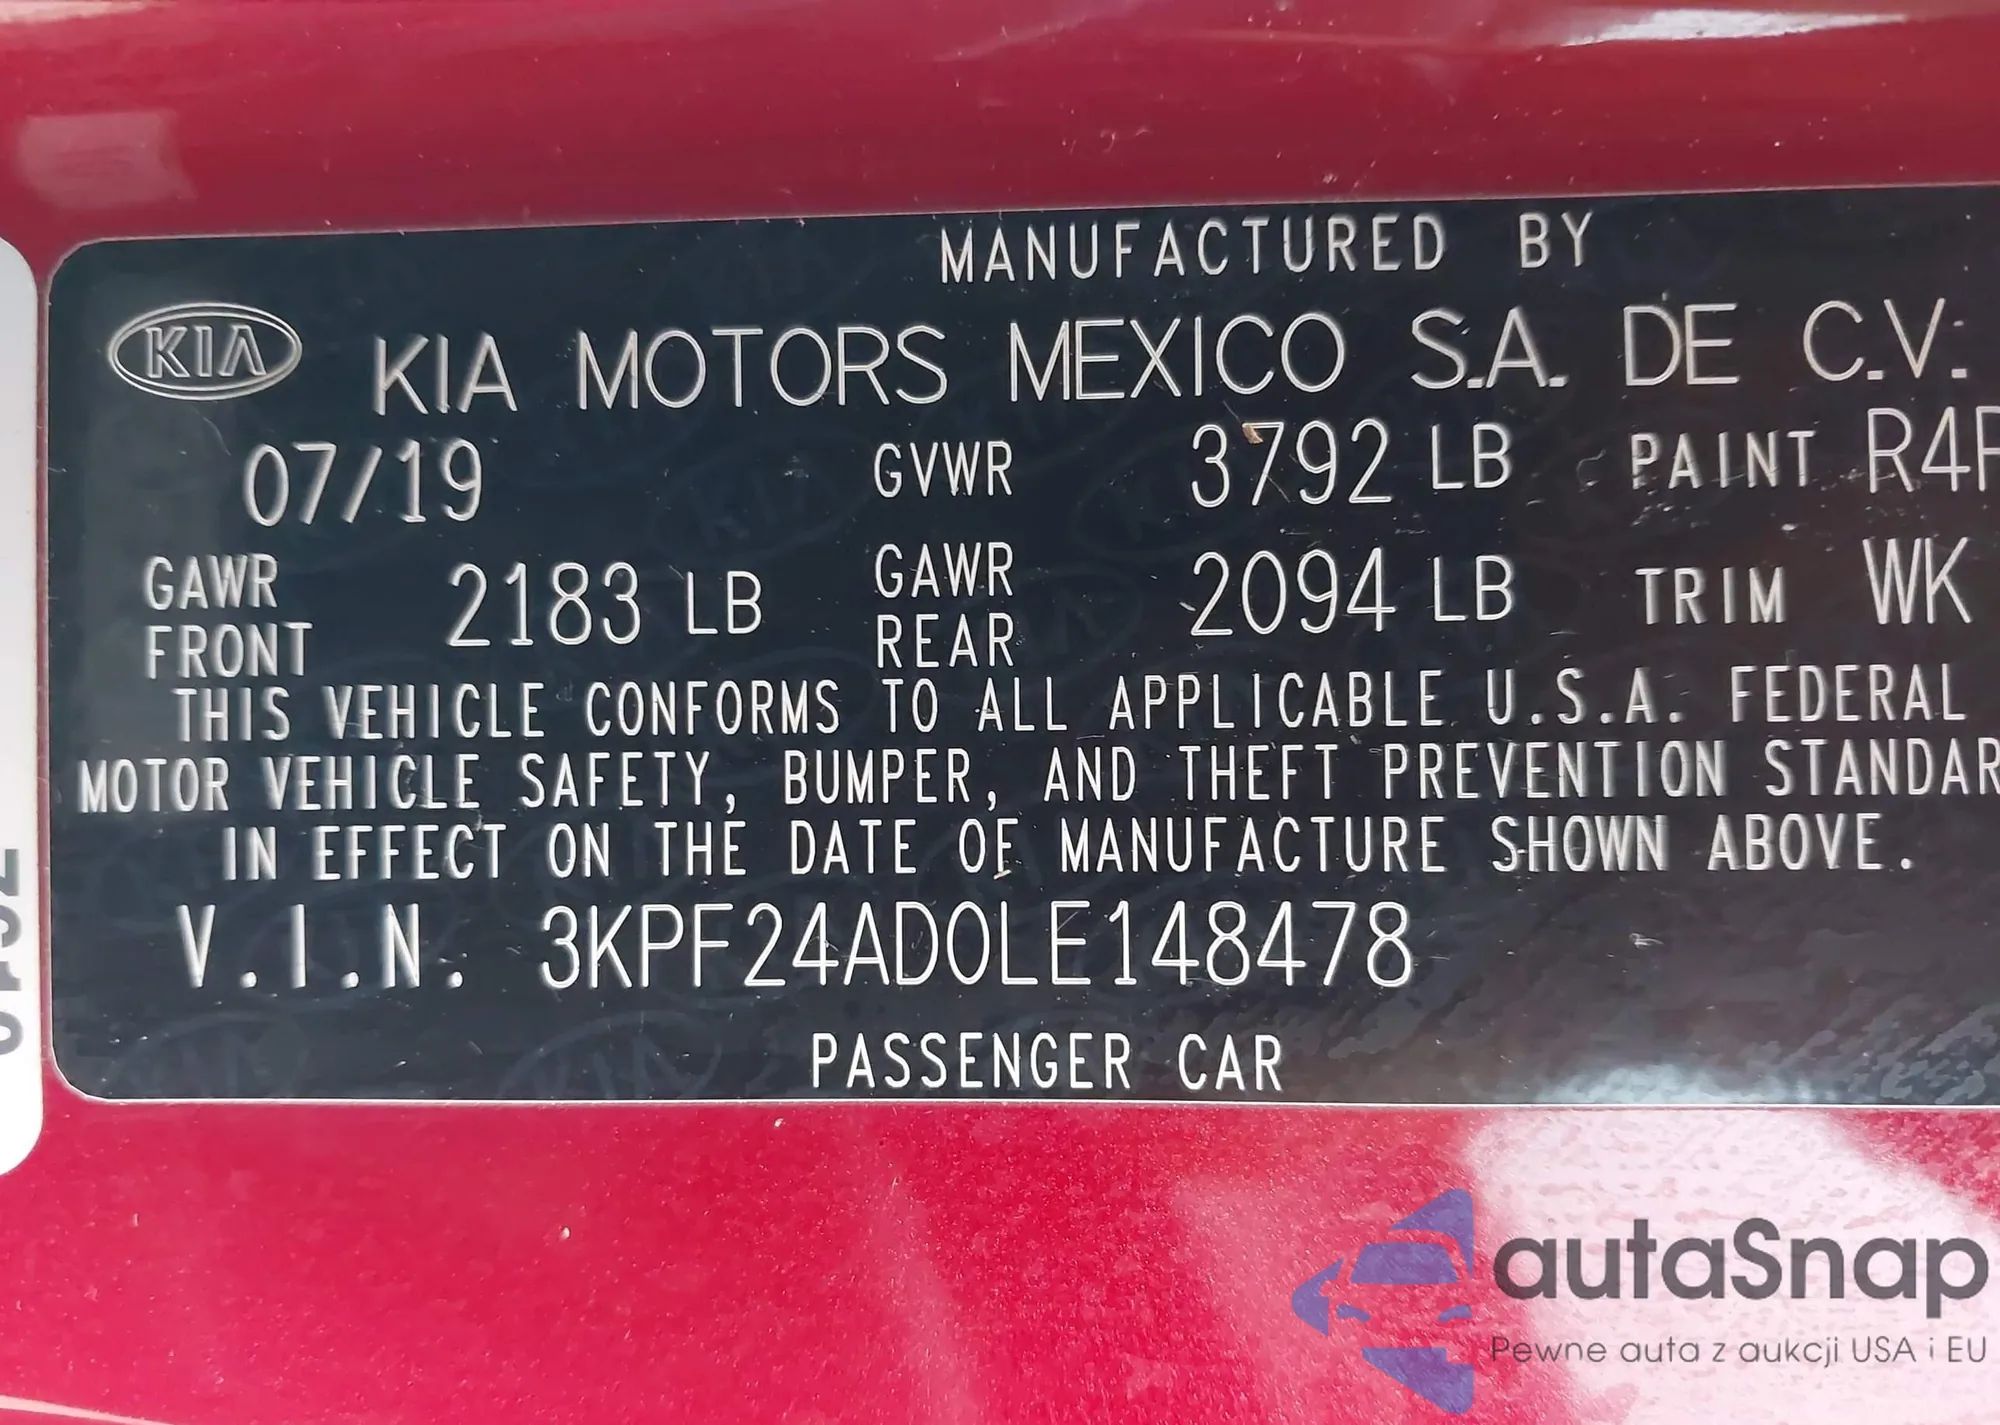 MANUFACTURED BY
KIA KIA MOTORS MEXICO S.A. DE C.V.
07/19 GVWR 3792 LB PAINT R4R
GAWR FRONT 2183 LB GAWR REAR 2094 LB TRIM WK
THIS VEHICLE CONFORMS TO ALL APPLICABLE U.S.A. FEDERAL
MOTOR VEHICLE SAFETY, BUMPER, AND THEFT PREVENTION STANDAR
IN EFFECT ON THE DATE OF MANUFACTURE SHOWN ABOVE.
V.I.N. 3KPF24AD0LE148478
PASSENGER CAR
autaSnap
Pewne auta z aukcji USA i EU